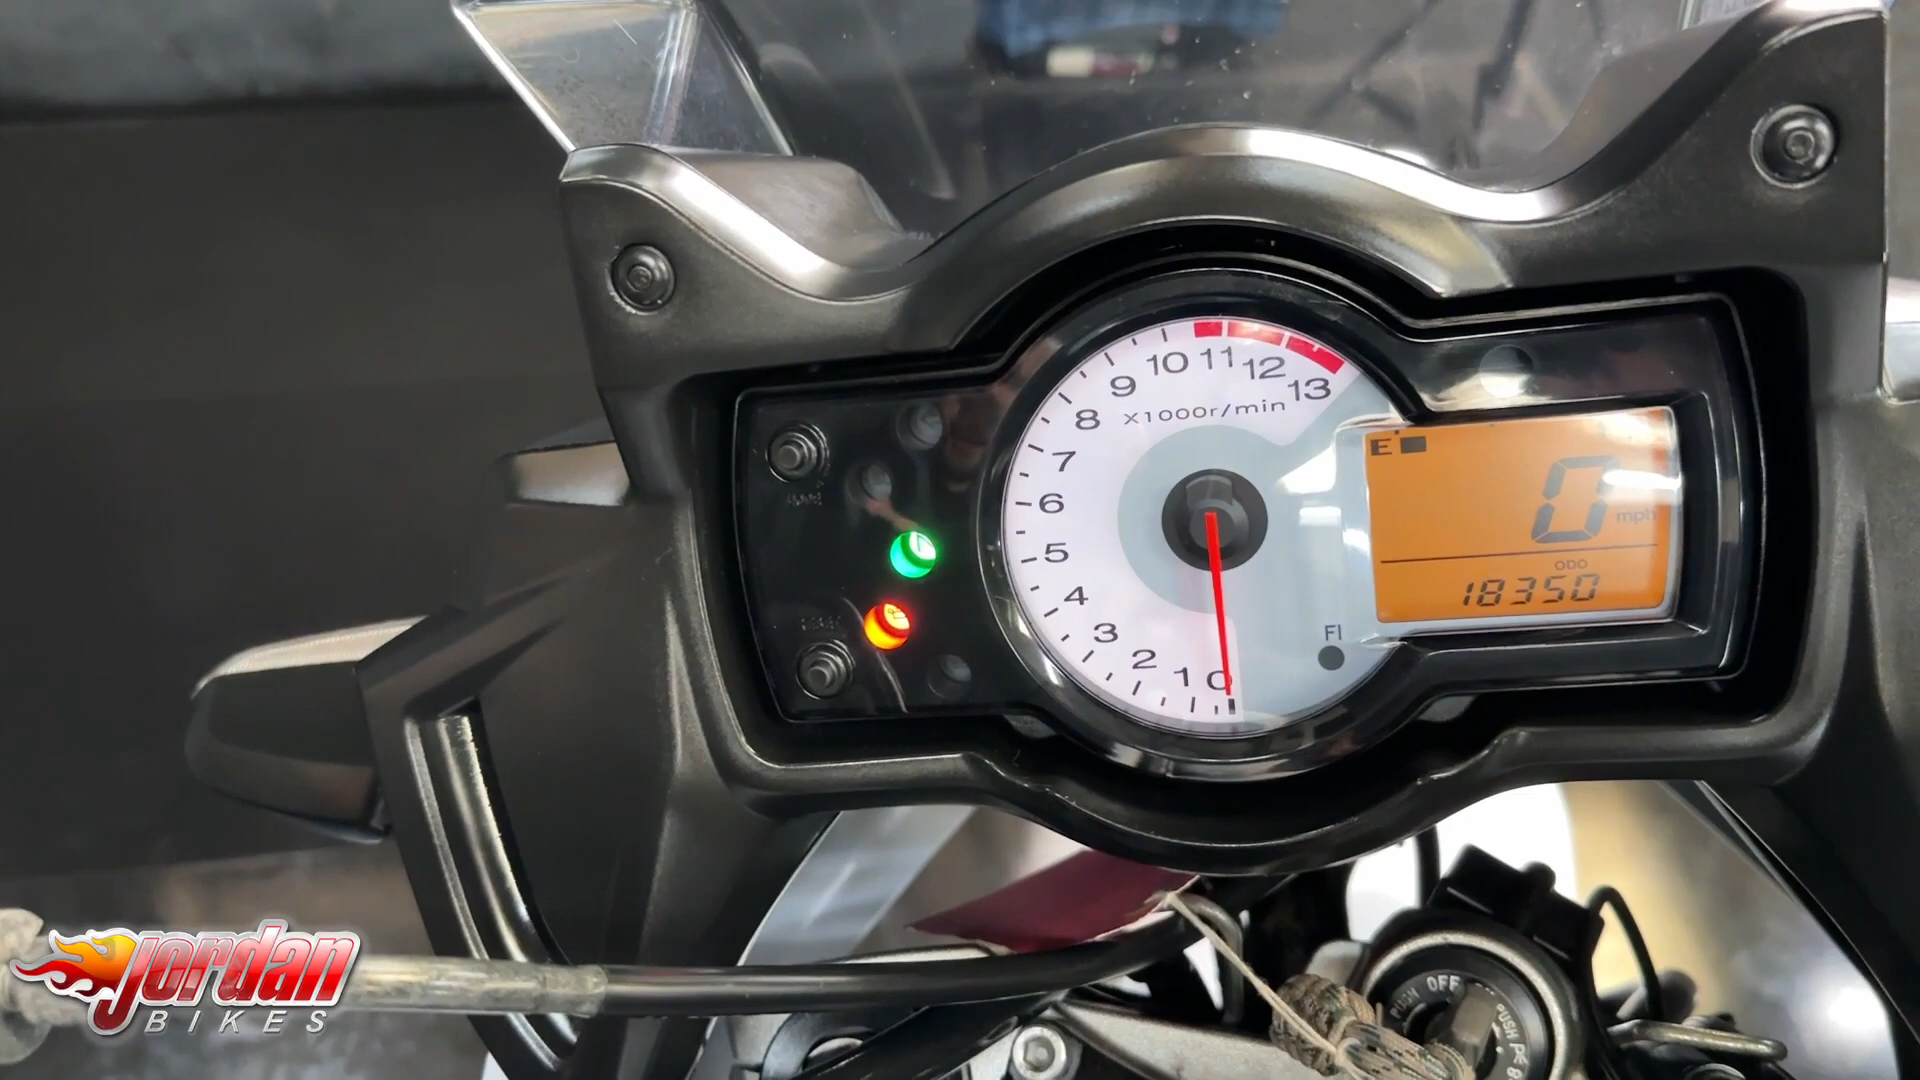 10 11 12 13
9
8
X1000r/min
7
6
5
4
3
2
1 0
E
0 mph
ODO
18350
FI
PUSH OFF
PUSH
Jordan
BIKES